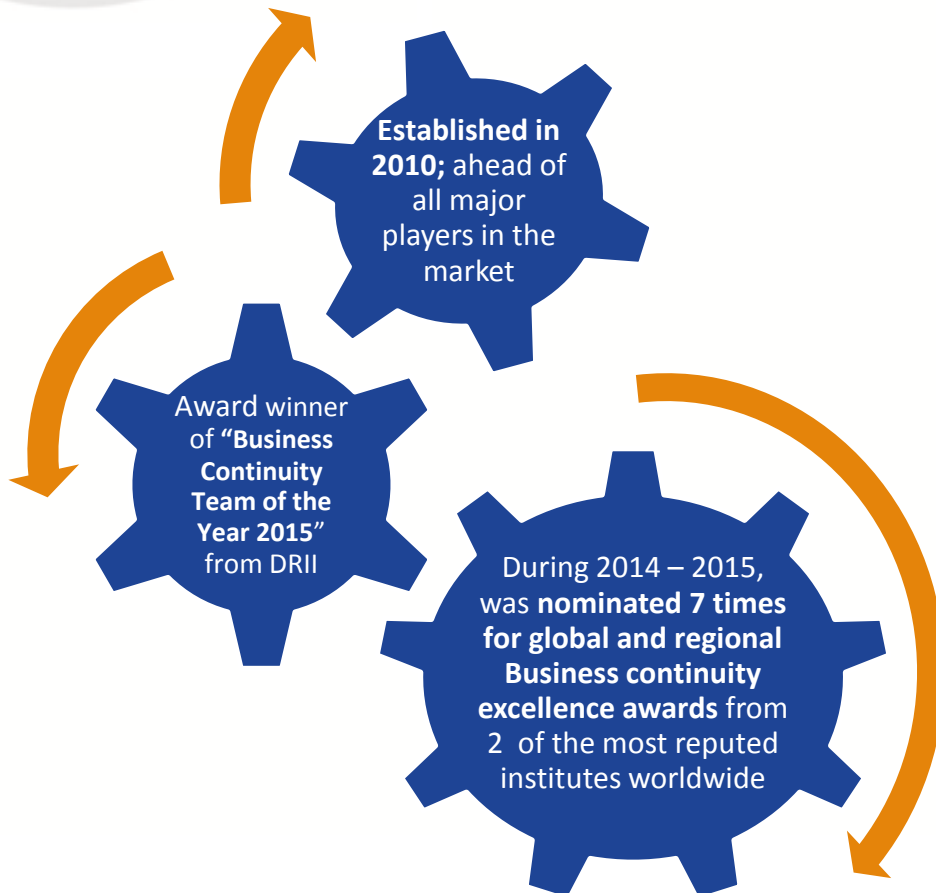 Established in
2010; ahead of
all major
players in the
market
Award winner
of “Business
Continuity
Team of the
Year 2015”
from DRII
During 2014 – 2015,
was nominated 7 times
for global and regional
Business continuity
excellence awards from
2  of the most reputed
institutes worldwide